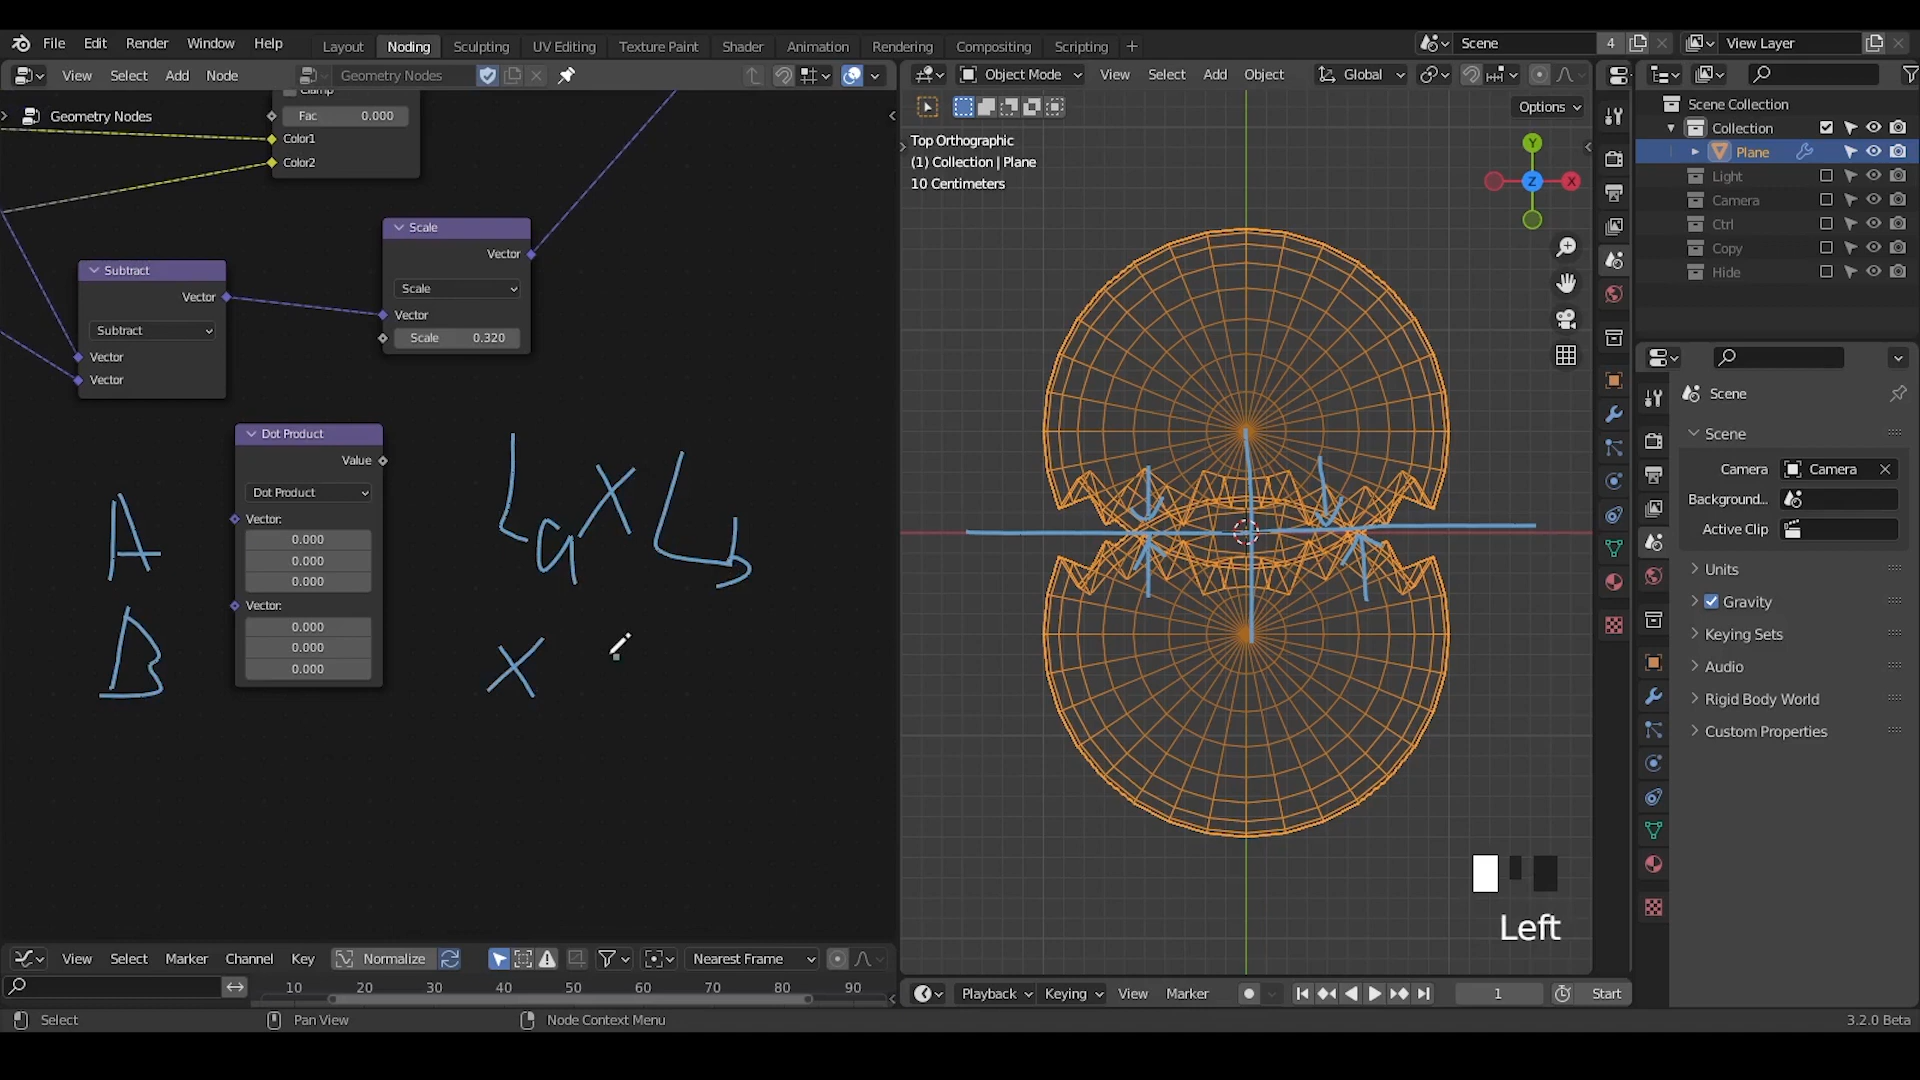 File Edit Render Window Help Layout Noding Sculpting UV Editing Texture Paint Shader Animation Rendering Compositing Scripting + Scene 4 View Layer
View Select Add Node Geometry Nodes
Object Mode View Select Add Object Global
Options
Geometry Nodes
Clamp
Fac 0.000
Color1
Color2
Scale
Vector
Scale
Vector
Scale 0.320
Subtract
Vector
Subtract
Vector
Vector
Dot Product
Value
Dot Product
Vector:
0.000
0.000
0.000
Vector:
0.000
0.000
0.000
A
B
La X Lb
X
Top Orthographic
(1) Collection | Plane
10 Centimeters
Y
Z
X
Left
Scene Collection
Collection
Plane
Light
Camera
Ctrl
Copy
Hide
Scene
Scene
Camera Camera
Background...
Active Clip
Units
Gravity
Keying Sets
Audio
Rigid Body World
Custom Properties
View Select Marker Channel Key Normalize Nearest Frame
10 20 30 40 50 60 70 80 90
Playback Keying View Marker 1 Start
Select Pan View Node Context Menu 3.2.0 Beta